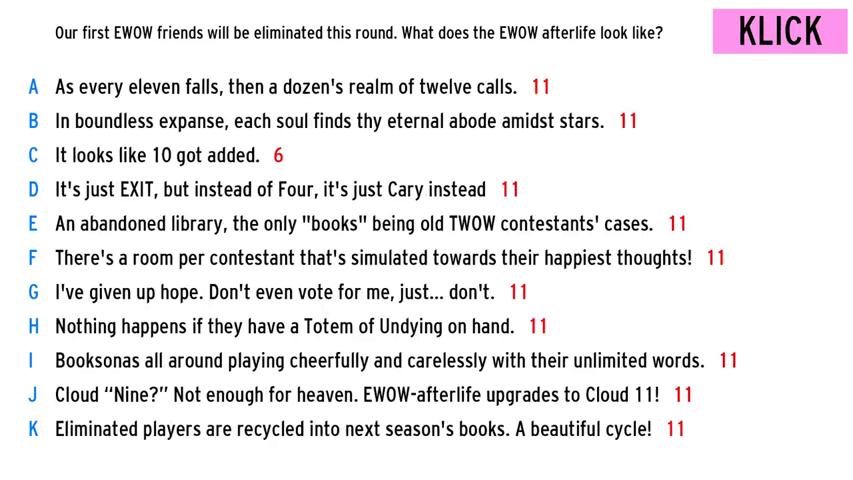 Our first EWOW friends will be eliminated this round. What does the EWOW afterlife look like?
KLICK
A As every eleven falls, then a dozen's realm of twelve calls. 11
B In boundless expanse, each soul finds thy eternal abode amidst stars. 11
C It looks like 10 got added. 6
D It's just EXIT, but instead of Four, it's just Cary instead 11
E An abandoned library, the only "books" being old TWOW contestants' cases. 11
F There's a room per contestant that's simulated towards their happiest thoughts! 11
G I've given up hope. Don't even vote for me, just... don't. 11
H Nothing happens if they have a Totem of Undying on hand. 11
I Booksonas all around playing cheerfully and carelessly with their unlimited words. 11
J Cloud “Nine?” Not enough for heaven. EWOW-afterlife upgrades to Cloud 11! 11
K Eliminated players are recycled into next season's books. A beautiful cycle! 11